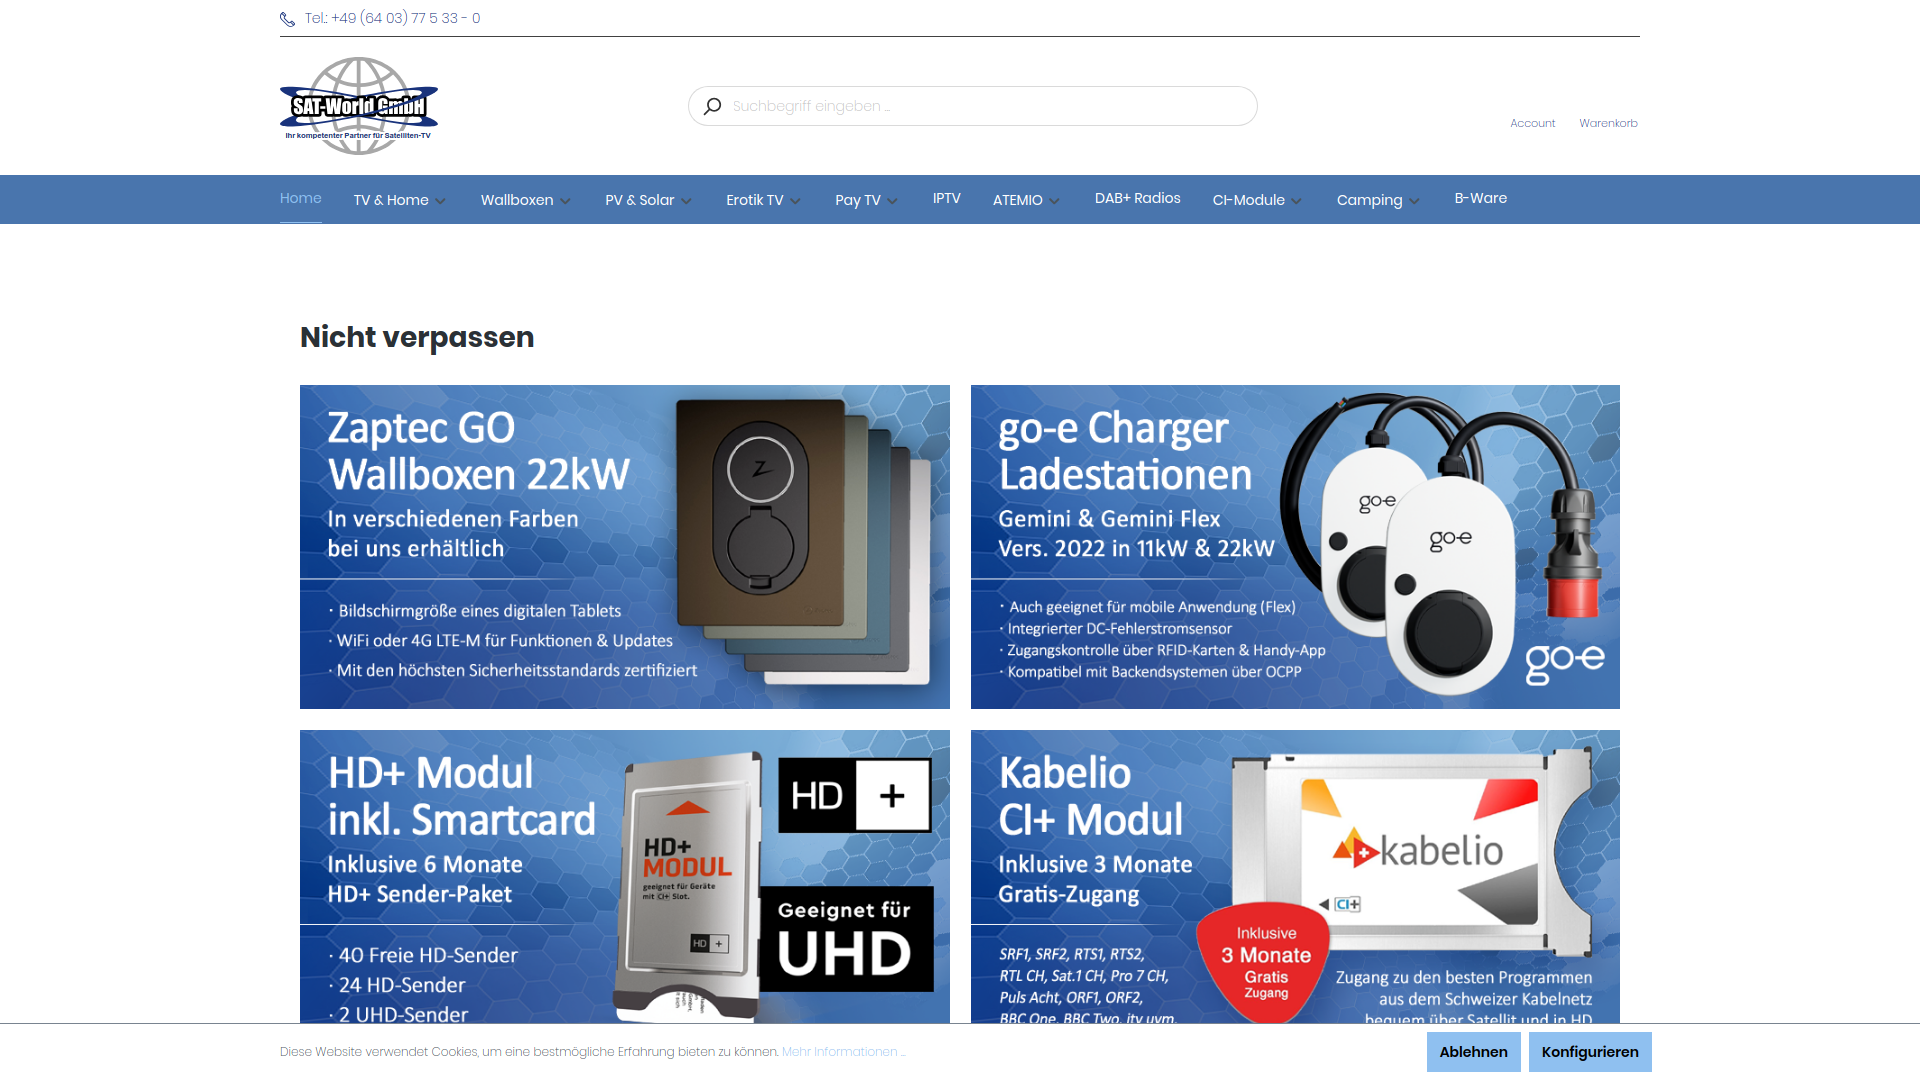 Tel.: +49 (64 03) 77 5 33 - 0
SAT-World GmbH
Ihr kompetenter Partner für Satelliten-TV
Suchbegriff eingeben ...
Account
Warenkorb
Home
TV & Home
Wallboxen
PV & Solar
Erotik TV
Pay TV
IPTV
ATEMIO
DAB+ Radios
CI-Module
Camping
B-Ware
Nicht verpassen
Zaptec GO
Wallboxen 22kW
In verschiedenen Farben
bei uns erhältlich
· Bildschirmgröße eines digitalen Tablets
· WiFi oder 4G LTE-M für Funktionen & Updates
· Mit den höchsten Sicherheitsstandards zertifiziert
go-e Charger
Ladestationen
Gemini & Gemini Flex
Vers. 2022 in 11kW & 22kW
· Auch geeignet für mobile Anwendung (Flex)
· Integrierter DC-Fehlerstromsensor
· Zugangskontrolle über RFID-Karten & Handy-App
· Kompatibel mit Backendsystemen über OCPP
go-e
go-e
go-e
HD+ Modul
inkl. Smartcard
Inklusive 6 Monate
HD+ Sender-Paket
· 40 Freie HD-Sender
· 24 HD-Sender
· 2 UHD-Sender
HD+
MODUL
geeignet für Geräte
mit CI+ Slot.
HD +
HD +
Geeignet für
UHD
Kabelio
CI+ Modul
Inklusive 3 Monate
Gratis-Zugang
SRF1, SRF2, RTS1, RTS2,
RTL CH, Sat.1 CH, Pro 7 CH,
Puls Acht, ORF1, ORF2,
BBC One, BBC Two, itv uvm.
kabelio
CI+
Inklusive
3 Monate
Gratis
Zugang
Zugang zu den besten Programmen
aus dem Schweizer Kabelnetz
bequem über Satellit und in HD
Diese Website verwendet Cookies, um eine bestmögliche Erfahrung bieten zu können. Mehr Informationen ...
Ablehnen
Konfigurieren